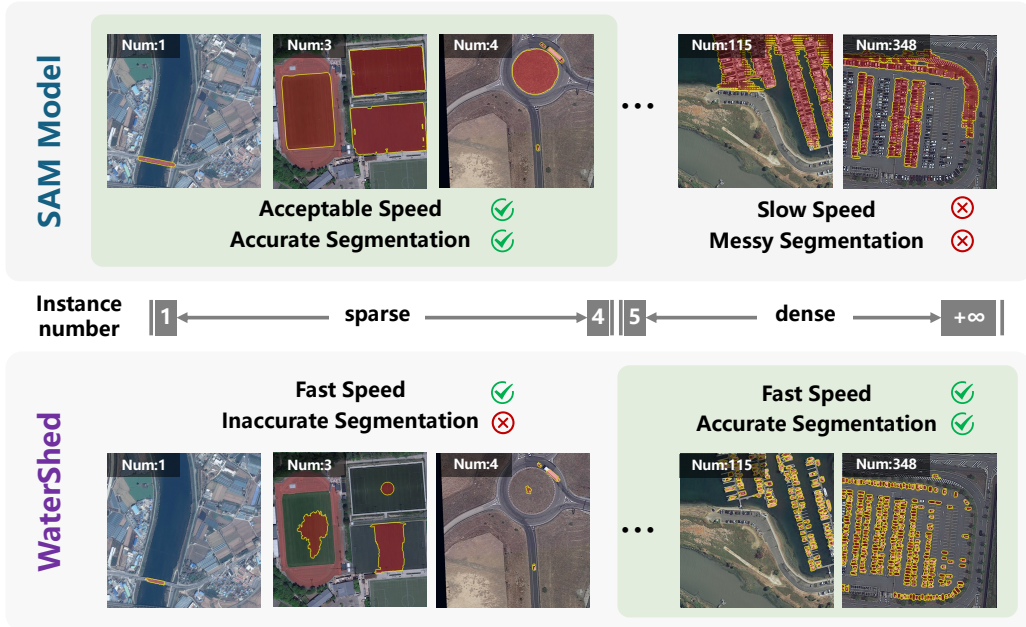 SAM Model
Num:1
Num:3
Num:4
...
Num:115
Num:348
Acceptable Speed
Accurate Segmentation
Slow Speed
Messy Segmentation
Instance
number
1
sparse
4
5
dense
+∞
WaterShed
Fast Speed
Inaccurate Segmentation
Fast Speed
Accurate Segmentation
Num:1
Num:3
Num:4
...
Num:115
Num:348